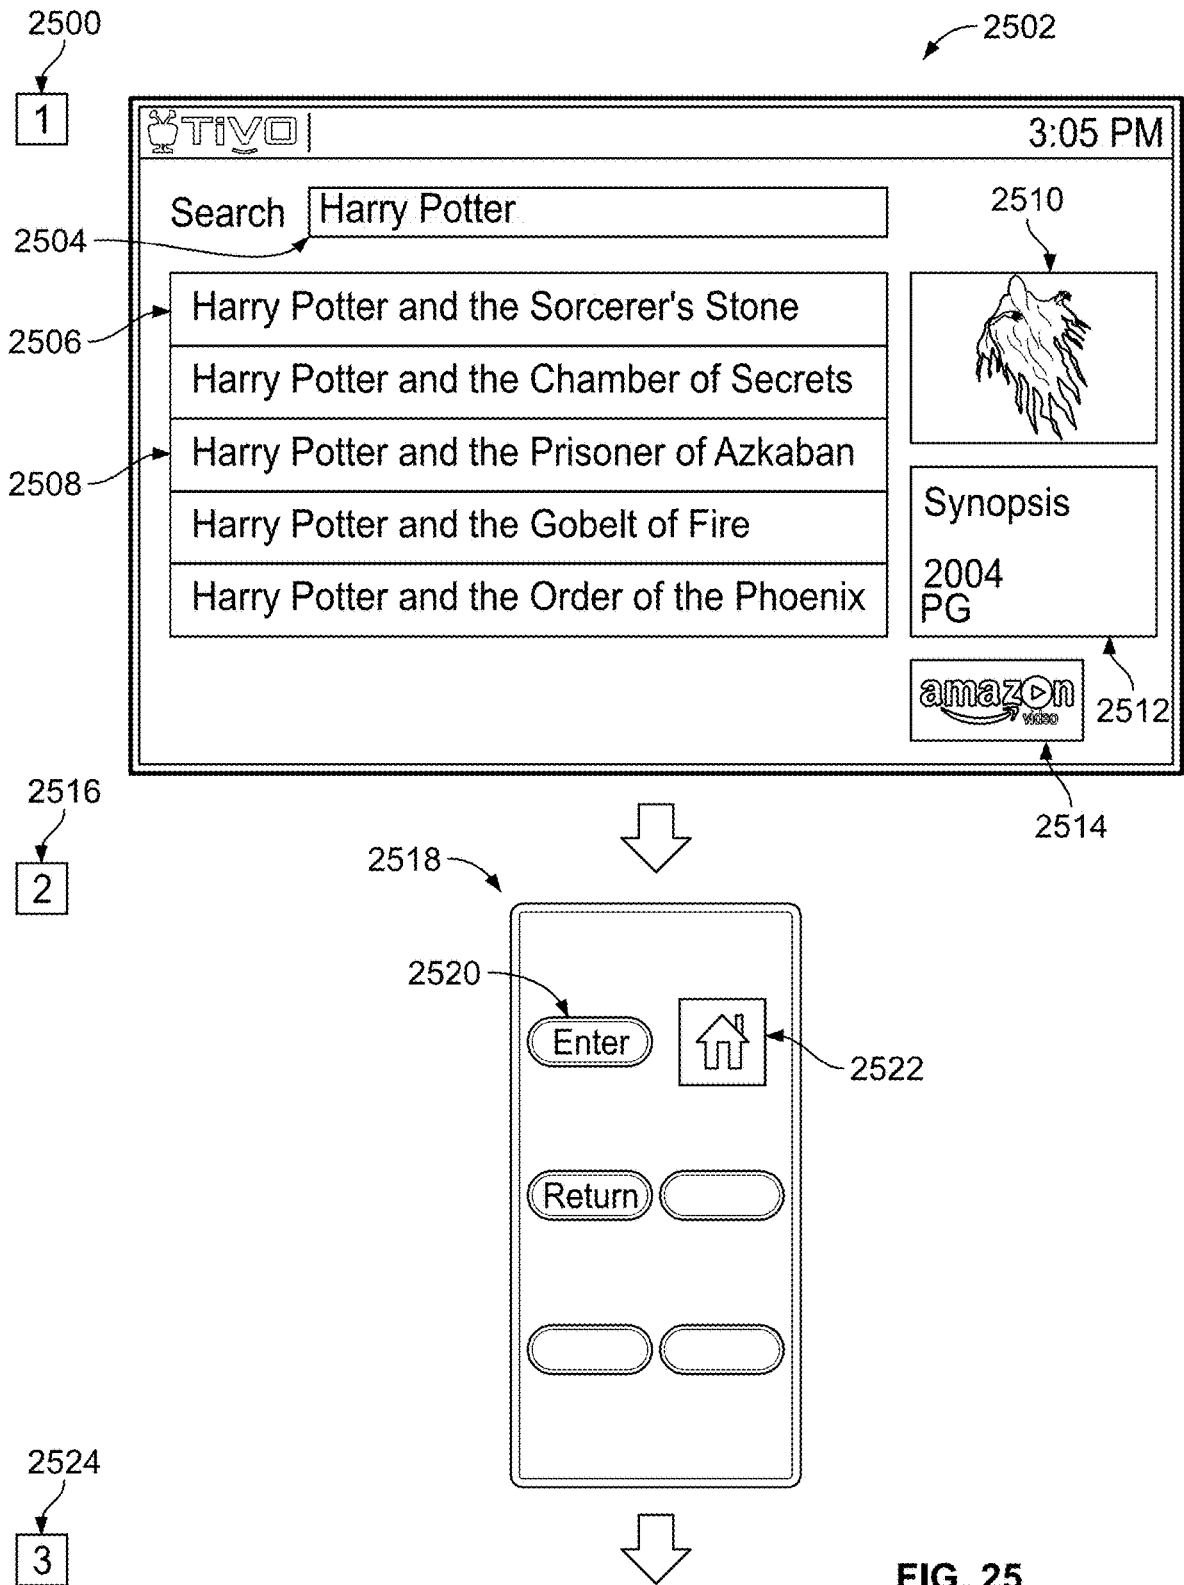 2500
2502
1
TiVo
3:05 PM
Search
Harry Potter
2504
2510
Harry Potter and the Sorcerer's Stone
2506
Harry Potter and the Chamber of Secrets
Harry Potter and the Prisoner of Azkaban
2508
Harry Potter and the Gobelt of Fire
Harry Potter and the Order of the Phoenix
Synopsis
2004
PG
2512
amazon
video
2514
2516
2
2518
2520
Enter
2522
Return
2524
3
FIG. 25